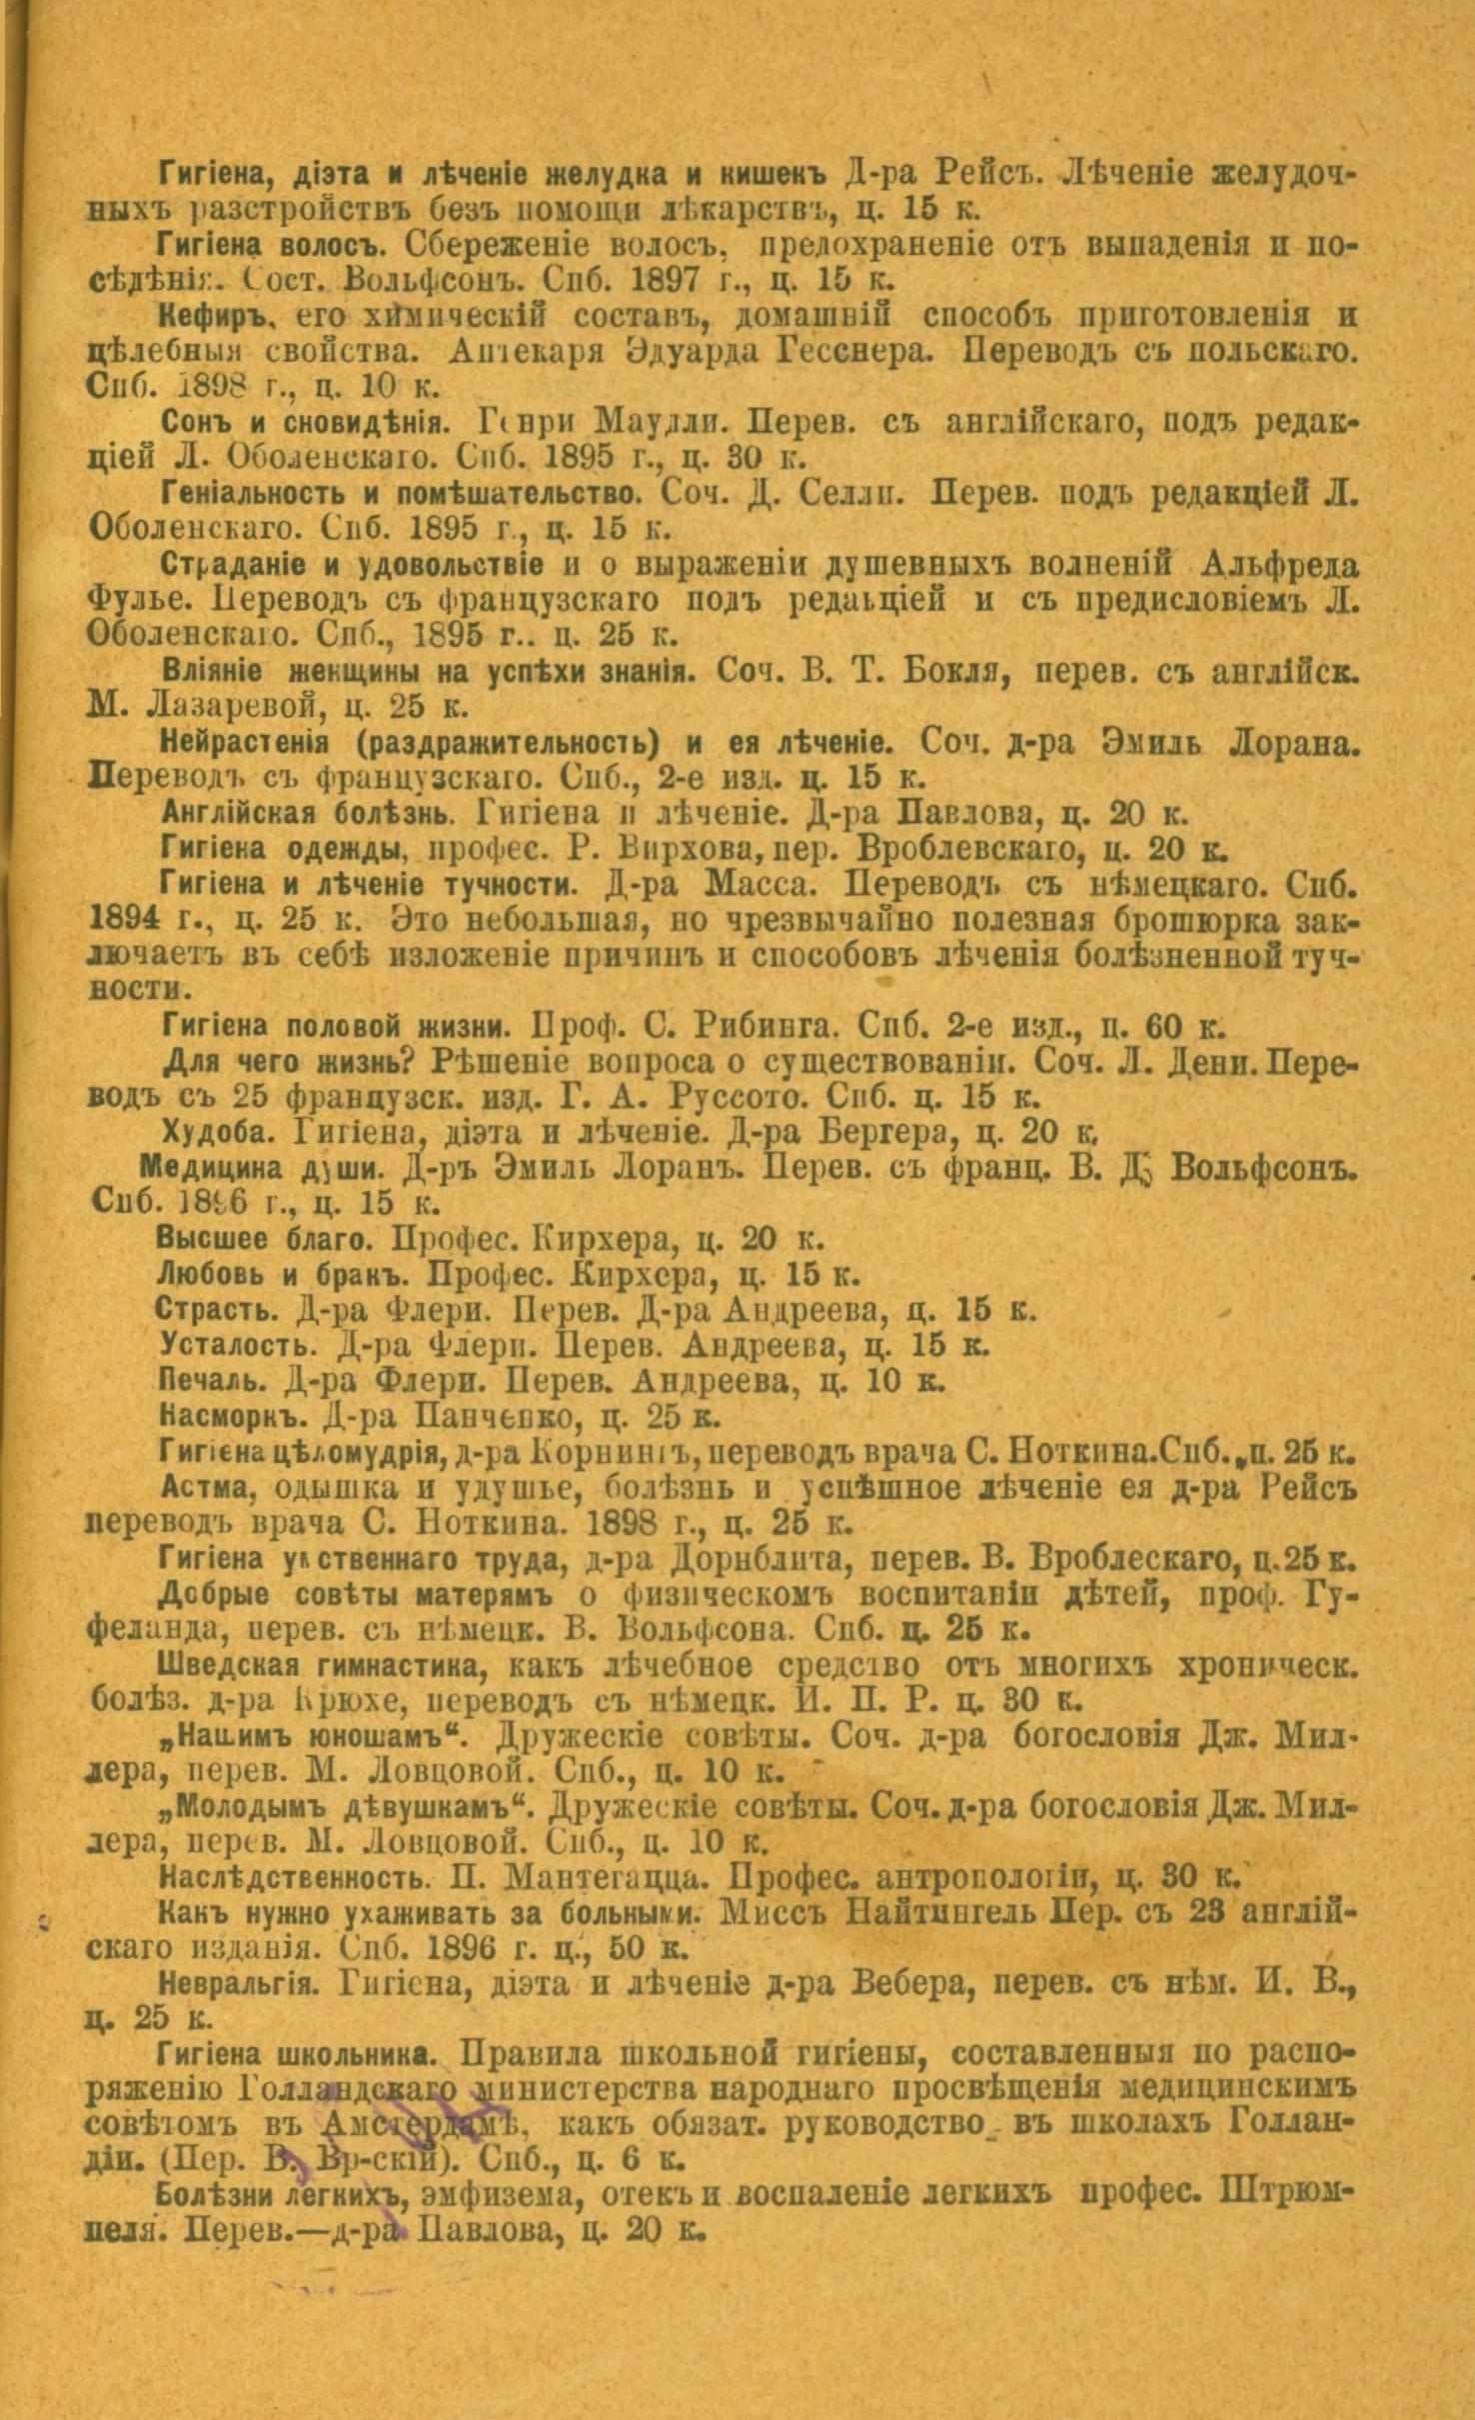 Гигіена, діэта и лѣченіе желудка и кишекъ Д-ра Рейсъ. Лѣченіе желудоч-
ныхъ разстройствъ безъ помощи лѣкарствъ, ц. 15 к.
Гигіена волосъ. Сбереженіе волосъ, предохраненіе отъ выпаденія и по-
сѣдѣнія. Сост. Вольфсонъ. Спб. 1897 г., ц. 15 к.
Кефиръ, его химическій составъ, домашній способъ приготовленія и
цѣлебныя свойства. Аптекаря Эдуарда Гесснера. Переводъ съ польскаго.
Спб. 1898 г., ц. 10 к.
Сонъ и сновидѣнія. Генри Маудли. Перев. съ англійскаго, подъ редак-
ціей Л. Оболенскаго. Спб. 1895 г., ц. 30 к.
Геніальность и помѣшательство. Соч. Д. Селли. Перев. подъ редакціей Л.
Оболенскаго. Спб. 1895 г., ц. 15 к.
Страданіе и удовольствіе и о выраженіи душевныхъ волненій Альфреда
Фулье. Переводъ съ французскаго подъ редакціей и съ предисловіемъ Л.
Оболенскаго. Спб., 1895 г.. ц. 25 к.
Вліяніе женщины на успѣхи знанія. Соч. В. Т. Бокля, перев. съ англійск.
М. Лазаревой, ц. 25 к.
Нейрастенія (раздражительность) и ея лѣченіе. Соч. д-ра Эмиль Лорана.
Переводъ съ французскаго. Спб., 2-е изд. ц. 15 к.
Англійская болѣзнь. Гигіена и лѣченіе. Д-ра Павлова, ц. 20 к.
Гигіена одежды, профес. Р. Вирхова, пер. Вроблевскаго, ц. 20 к.
Гигіена и лѣченіе тучности. Д-ра Масса. Переводъ съ нѣмецкаго. Спб.
1894 г., ц. 25 к. Это небольшая, но чрезвычайно полезная брошюрка зак-
лючаетъ въ себѣ изложеніе причинъ и способовъ лѣченія болѣзненной туч-
ности.
Гигіена половой жизни. Проф. С. Рибинга. Спб. 2-е изд., ц. 60 к.
Для чего жизнь? Рѣшеніе вопроса о существованіи. Соч. Л. Дени. Пере-
водъ съ 25 французск. изд. Г. А. Руссото. Спб. ц. 15 к.
Худоба. Гигіена, діэта и лѣченіе. Д-ра Бергера, ц. 20 к.
Медицина души. Д-ръ Эмиль Лоранъ. Перев. съ франц. В. Д. Вольфсонъ.
Спб. 1896 г., ц. 15 к.
Высшее благо. Профес. Кирхера, ц. 20 к.
Любовь и бракъ. Профес. Кирхера, ц. 15 к.
Страсть. Д-ра Флери. Перев. Д-ра Андреева, ц. 15 к.
Усталость. Д-ра Флери. Перев. Андреева, ц. 15 к.
Печаль. Д-ра Флери. Перев. Андреева, ц. 10 к.
Насморкъ. Д-ра Панченко, ц. 25 к.
Гигіена цѣломудрія, д-ра Корнингъ, переводъ врача С. Ноткина. Спб., ц. 25 к.
Астма, одышка и удушье, болѣзнь и успѣшное лѣченіе ея д-ра Рейсъ
переводъ врача С. Ноткина. 1898 г., ц. 25 к.
Гигіена умственнаго труда, д-ра Дорнблита, перев. В. Вроблескаго, ц. 25 к.
Добрые совѣты матерямъ о физическомъ воспитаніи дѣтей, проф. Гу-
феланда, перев. съ нѣмецк. В. Вольфсона. Спб. ц. 25 к.
Шведская гимнастика, какъ лѣчебное средство отъ многихъ хроническ.
болѣз. д-ра Крюхе, переводъ съ нѣмецк. И. П. Р. ц. 30 к.
„Нашимъ юношамъ“. Дружескіе совѣты. Соч. д-ра богословія Дж. Мил-
лера, перев. М. Ловцовой. Спб., ц. 10 к.
„Молодымъ дѣвушкамъ“. Дружескіе совѣты. Соч. д-ра богословія Дж. Мил-
лера, перев. М. Ловцовой. Спб., ц. 10 к.
Наслѣдственность. П. Мантегацца. Профес. антропологіи, ц. 30 к.
Какъ нужно ухаживать за больными. Миссъ Найтингель Пер. съ 23 англій-
скаго изданія. Спб. 1896 г. ц., 50 к.
Невральгія. Гигіена, діэта и лѣченіе д-ра Вебера, перев. съ нѣм. И. В.,
ц. 25 к.
Гигіена школьника. Правила школьной гигіены, составленныя по распо-
ряженію Голландскаго министерства народнаго просвѣщенія медицинскимъ
совѣтомъ въ Амстердамѣ, какъ обязат. руководство въ школахъ Голлан-
діи. (Пер. В. Вр-скій). Спб., ц. 6 к.
Болѣзни легкихъ, эмфизема, отекъ и воспаленіе легкихъ профес. Штрюм-
пеля. Перев.—д-ра Павлова, ц. 20 к.